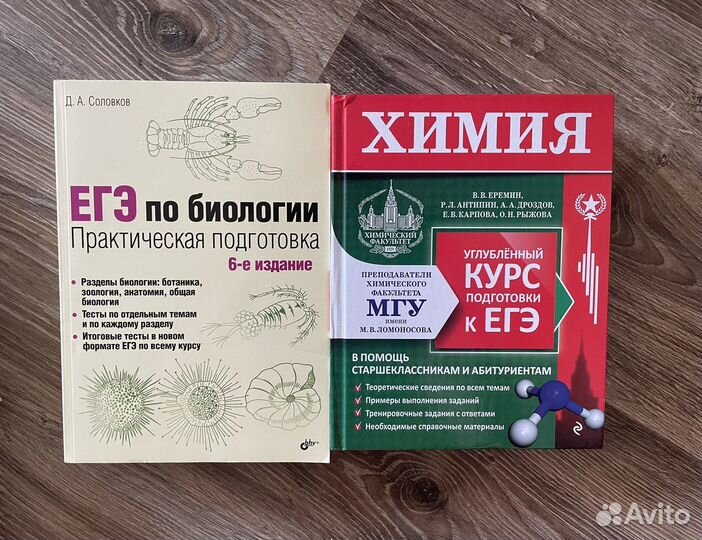 Д. А. Соловков
ЕГЭ по биологии
Практическая подготовка
6-е издание
• Разделы биологии: ботаника,
зоология, анатомия, общая
биология
• Тесты по отдельным темам
и по каждому разделу
• Итоговые тесты в новом
формате ЕГЭ по всему курсу
bhv®
ХИМИЯ
В. В. ЕРЕМИН,
Р. Л. АНТИПИН, А. А. ДРОЗДОВ,
Е. В. КАРПОВА, О. Н. РЫЖОВА
ХИМИЧЕСКИЙ
ФАКУЛЬТЕТ
ПРЕПОДАВАТЕЛИ
ХИМИЧЕСКОГО
ФАКУЛЬТЕТА
МГУ
ИМЕНИ
М. В. ЛОМОНОСОВА
УГЛУБЛЁННЫЙ
КУРС
ПОДГОТОВКИ
К ЕГЭ
В ПОМОЩЬ
СТАРШЕКЛАССНИКАМ И АБИТУРИЕНТАМ
Теоретические сведения по всем темам
Примеры выполнения заданий
Тренировочные задания с ответами
Необходимые справочные материалы
Avito